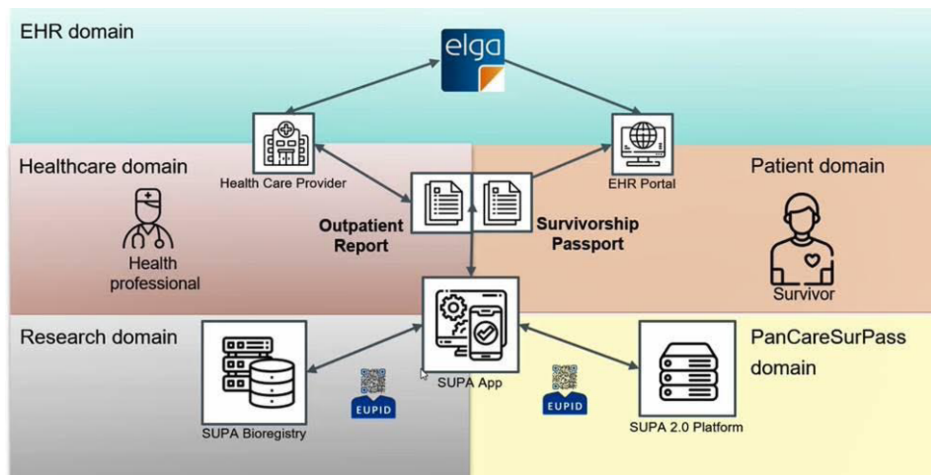 EHR domain
elga
Healthcare domain
Health Care Provider
EHR Portal
Patient domain
Outpatient
Report
Survivorship
Passport
Health
professional
Survivor
Research domain
SUPA App
PanCareSurPass
domain
EUPID
EUPID
SUPA Bioregistry
SUPA 2.0 Platform